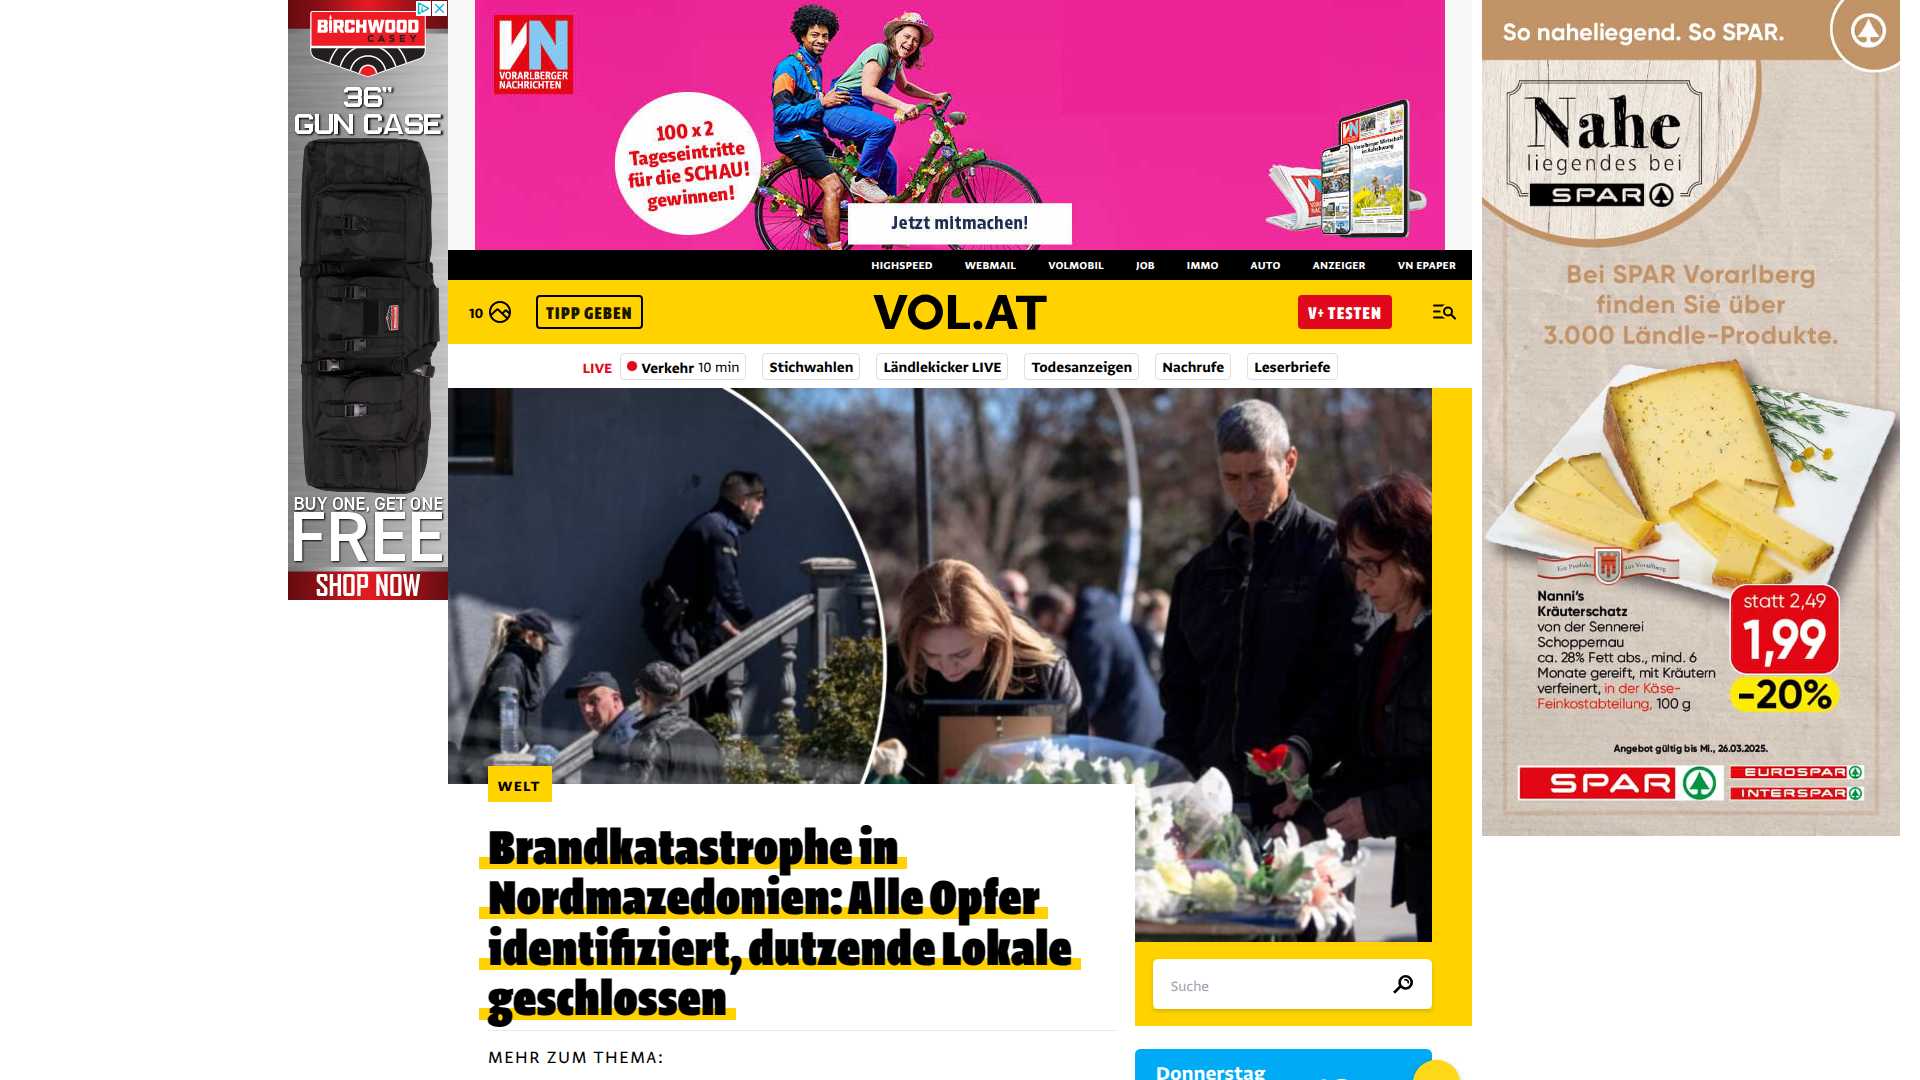 BIRCHWOOD
CASEY
36"
GUN CASE
BUY ONE, GET ONE
FREE
SHOP NOW
VN
VORARLBERGER
NACHRICHTEN
100 x 2
Tageseintritte
für die SCHAU!
gewinnen!
Jetzt mitmachen!
HIGHSPEED WEBMAIL VOLMOBIL JOB IMMO AUTO ANZEIGER VN EPAPER
10 TIPP GEBEN VOL.AT V+ TESTEN
LIVE Verkehr 10 min Stichwahlen Ländlekicker LIVE Todesanzeigen Nachrufe Leserbriefe
WELT
Brandkatastrophe in
Nordmazedonien: Alle Opfer
identifiziert, dutzende Lokale
geschlossen
MEHR ZUM THEMA:
Suche
Donnerstag
So naheliegend. So SPAR.
Nahe
liegendes bei
SPAR
Bei SPAR Vorarlberg
finden Sie über
3.000 Ländle-Produkte.
Ein Produkt aus Vorarlberg
Nanni's
Kräuterschatz
von der Sennerei
Schoppernau
ca. 28% Fett abs., mind. 6
Monate gereift, mit Kräutern
verfeinert, in der Käse-
Feinkostabteilung, 100 g
statt 2,49
1,99
-20%
Angebot gültig bis Mi., 26.03.2025.
SPAR
EUROSPAR
INTERSPAR